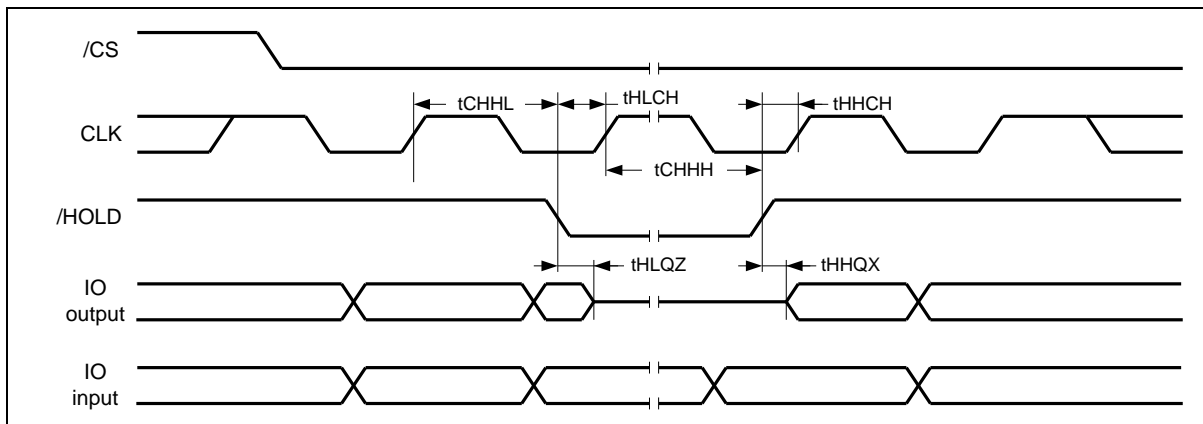 /CS
tCHHL
tHLCH
tHHCH
CLK
tCHHH
/HOLD
tHLQZ
tHHQX
IO
output
IO
input